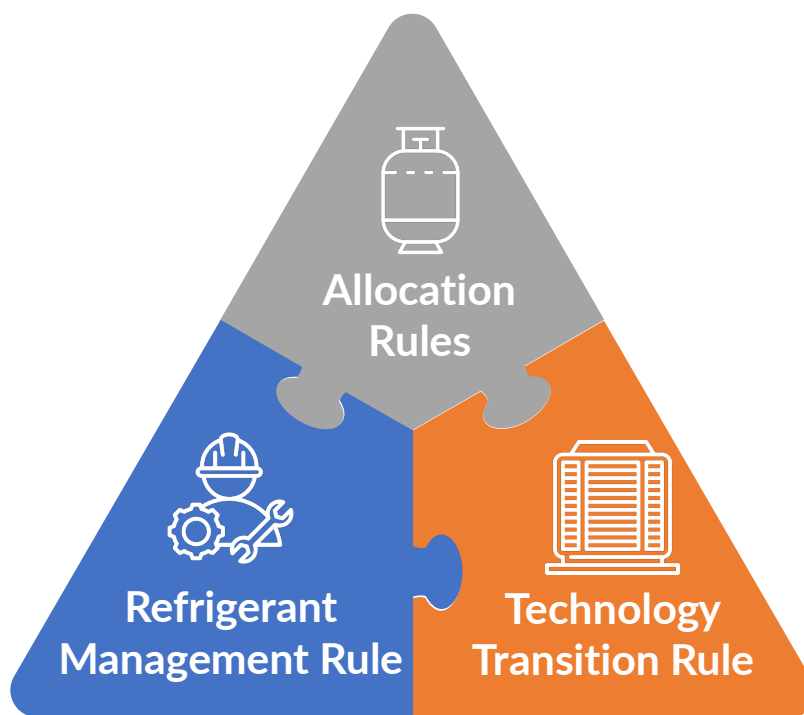 Allocation
Rules
Refrigerant
Management Rule
Technology
Transition Rule